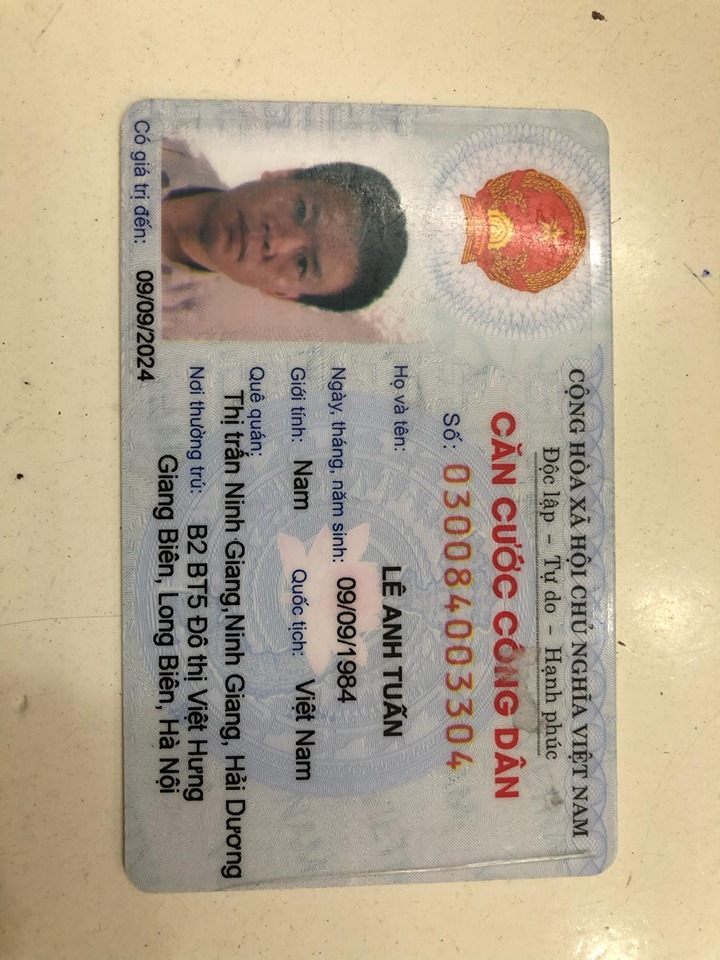 CỘNG HÒA XÃ HỘI CHỦ NGHĨA VIỆT NAM
Độc lập – Tự do – Hạnh phúc
CĂN CƯỚC CÔNG DÂN
Số: 030084003304
Họ và tên: LÊ ANH TUẤN
Ngày, tháng, năm sinh: 09/09/1984
Giới tính: Nam Quốc tịch: Việt Nam
Quê quán:
Thị trấn Ninh Giang,Ninh Giang, Hải Dương
Nơi thường trú: B2 BT5 Đô thị Việt Hưng
Giang Biên, Long Biên, Hà Nội
Có giá trị đến: 09/09/2024